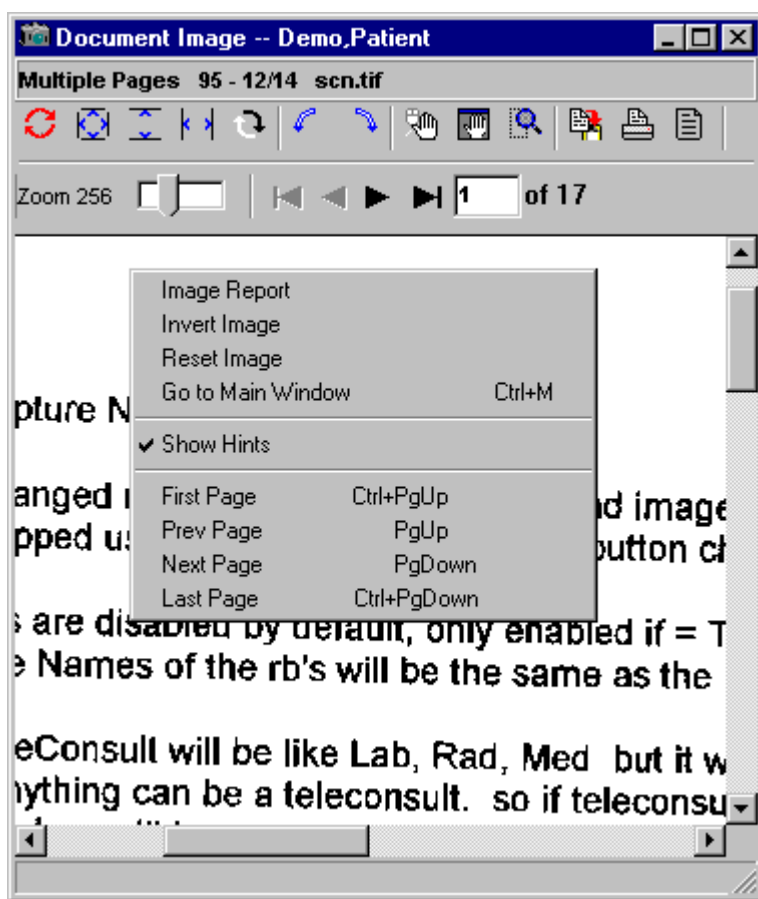 Document Image -- Demo,Patient
Multiple Pages 95 - 12/14 scn.tif
Zoom 256 1 of 17
Image Report
Invert Image
Reset Image
Go to Main Window Ctrl+M
pture N
✔ Show Hints
anged
First Page Ctrl+PgUp
nd image
pped u
Prev Page PgUp
utton c
Next Page PgDown
Last Page Ctrl+PgDown
s are disabled by default, only enabled if = T
e Names of the rb's will be the same as the
eConsult will be like Lab, Rad, Med but it w
nything can be a teleconsult. so if teleconsu